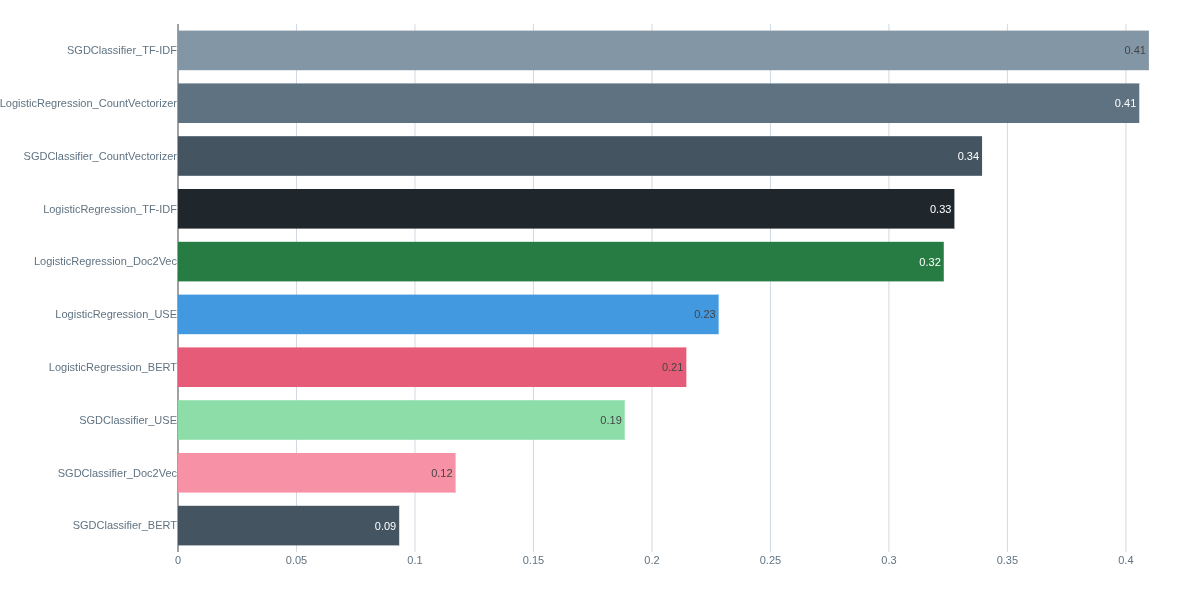 SGDClassifier_TF-IDF 0.41
LogisticRegression_CountVectorizer 0.41
SGDClassifier_CountVectorizer 0.34
LogisticRegression_TF-IDF 0.33
LogisticRegression_Doc2Vec 0.32
LogisticRegression_USE 0.23
LogisticRegression_BERT 0.21
SGDClassifier_USE 0.19
SGDClassifier_Doc2Vec 0.12
SGDClassifier_BERT 0.09
0 0.05 0.1 0.15 0.2 0.25 0.3 0.35 0.4